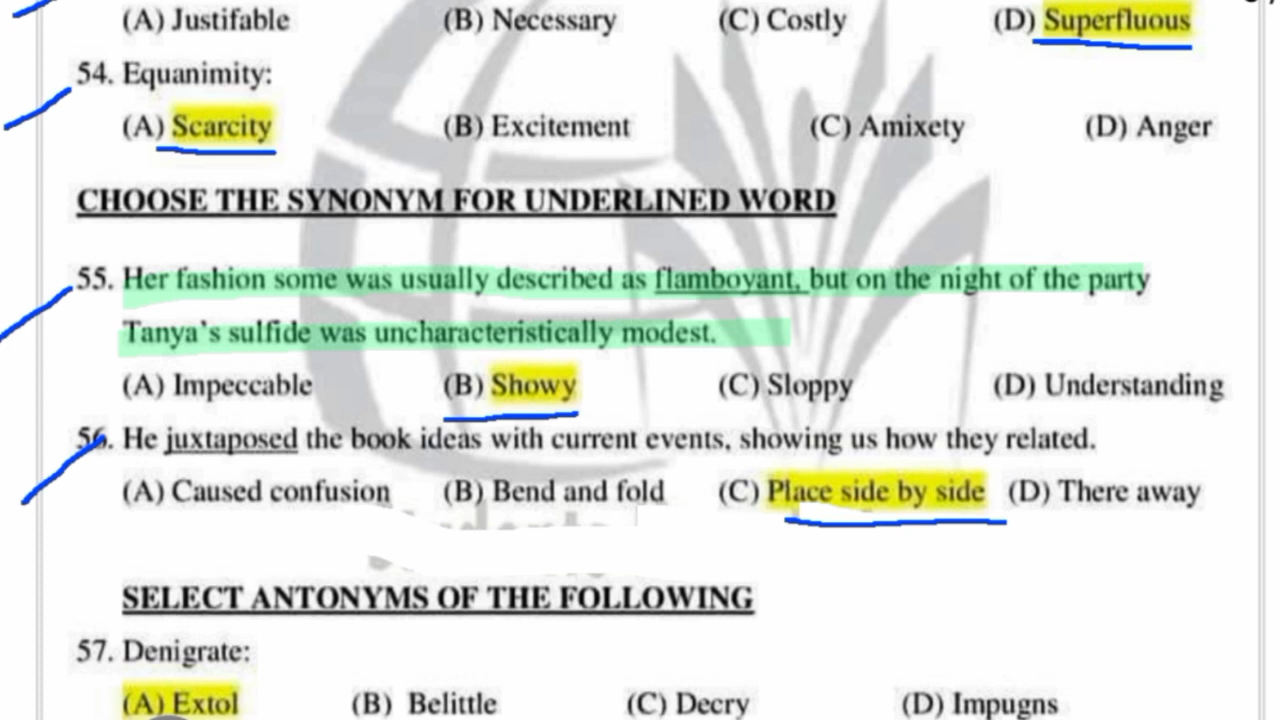 (A) Justifiable (B) Necessary (C) Costly (D) Superfluous
54. Equanimity:
(A) Scarcity (B) Excitement (C) Amixety (D) Anger
CHOOSE THE SYNONYM FOR UNDERLINED WORD
55. Her fashion some was usually described as flamboyant, but on the night of the party
Tanya's sulfide was uncharacteristically modest.
(A) Impeccable (B) Showy (C) Sloppy (D) Understanding
56. He juxtaposed the book ideas with current events, showing us how they related.
(A) Caused confusion (B) Bend and fold (C) Place side by side (D) There away
SELECT ANTONYMS OF THE FOLLOWING
57. Denigrate:
(A) Extol (B) Belittle (C) Decry (D) Impugns